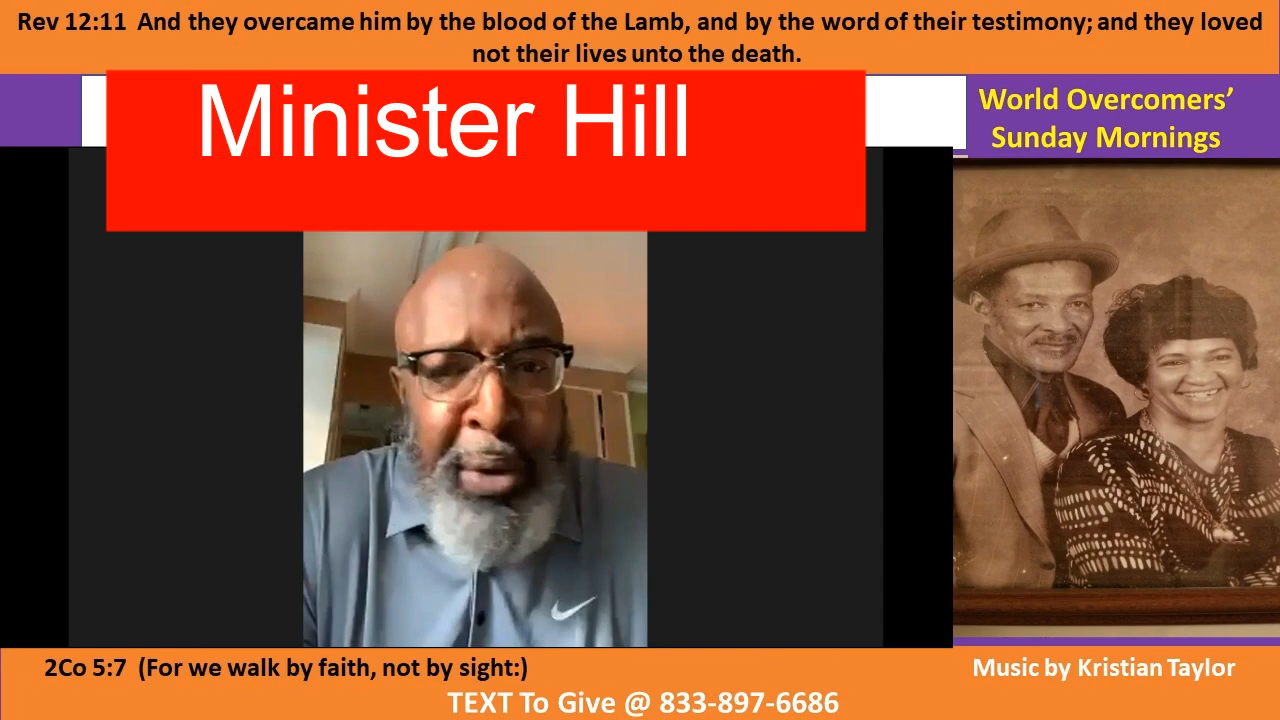 Rev 12:11  And they overcame him by the blood of the Lamb, and by the word of their testimony; and they loved
not their lives unto the death.
Minister Hill
World Overcomers’
Sunday Mornings
2Co 5:7  (For we walk by faith, not by sight:)
Music by Kristian Taylor
TEXT To Give @ 833-897-6686